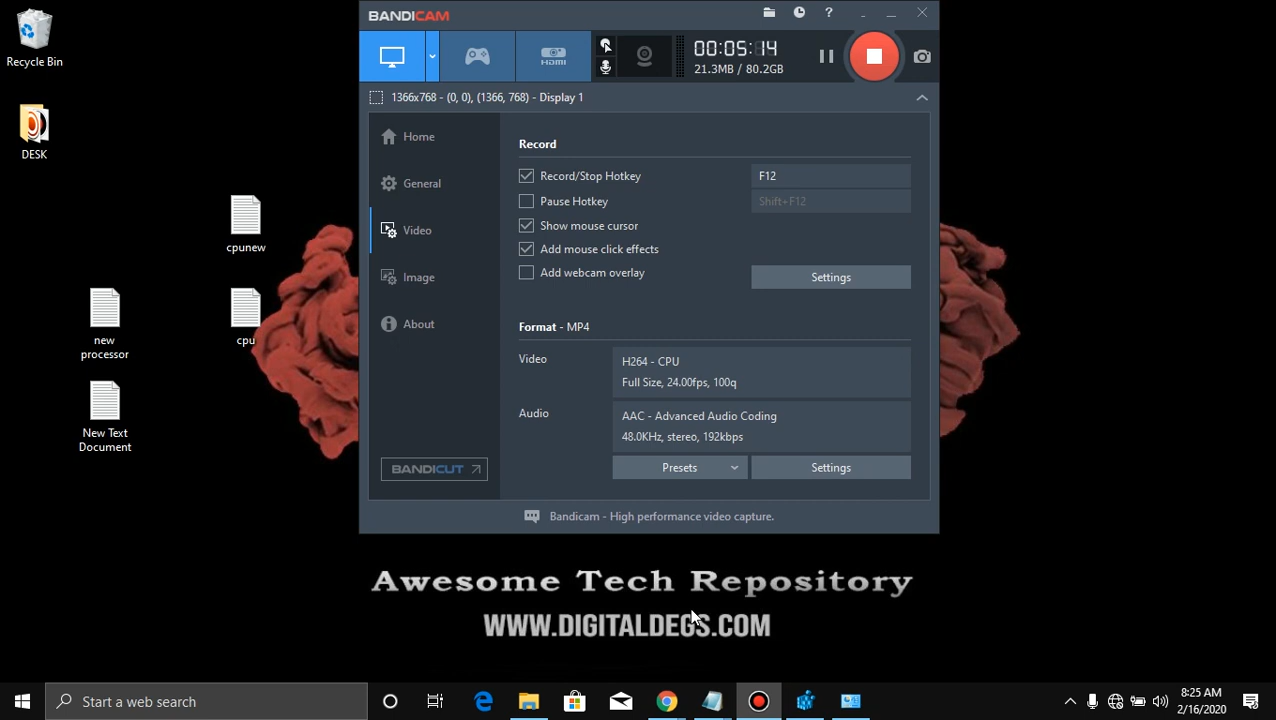 Recycle Bin
DESK
cpunew
new
processor
cpu
New Text
Document
BANDICAM
?
00:05:14
21.3MB / 80.2GB
HDMI
1366x768 - (0, 0), (1366, 768) - Display 1
Home
General
Video
Image
About
BANDICUT
Record
Record/Stop Hotkey
F12
Pause Hotkey
Shift+F12
Show mouse cursor
Add mouse click effects
Add webcam overlay
Settings
Format - MP4
Video
H264 - CPU
Full Size, 24.00fps, 100q
Audio
AAC - Advanced Audio Coding
48.0KHz, stereo, 192kbps
Presets
Settings
Bandicam - High performance video capture.
Awesome Tech Repository
WWW.DIGITALDEGS.COM
Start a web search
8:25 AM
2/16/2020